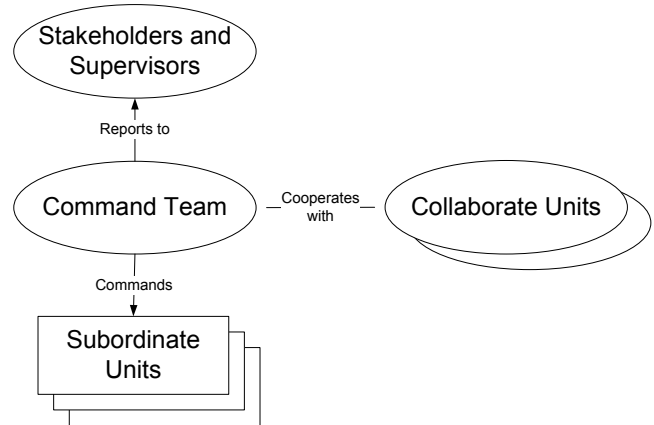 Stakeholders and
Supervisors
Reports to
Command Team
Cooperates
with
Collaborate Units
Commands
Subordinate
Units